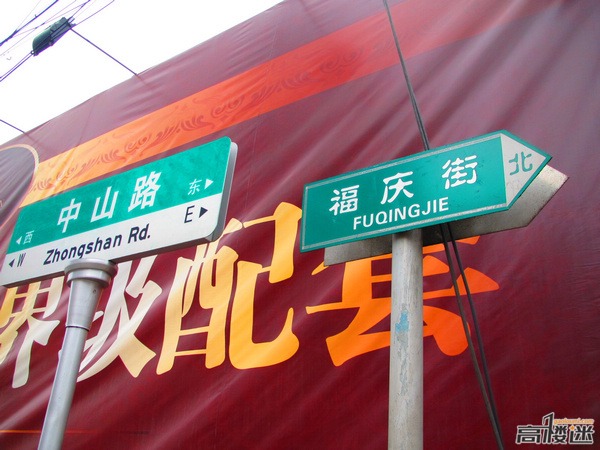 中山路
◀西 东▶
◀W Zhongshan Rd. E▶
福庆街 北
FUQINGJIE
界级配套
高楼迷